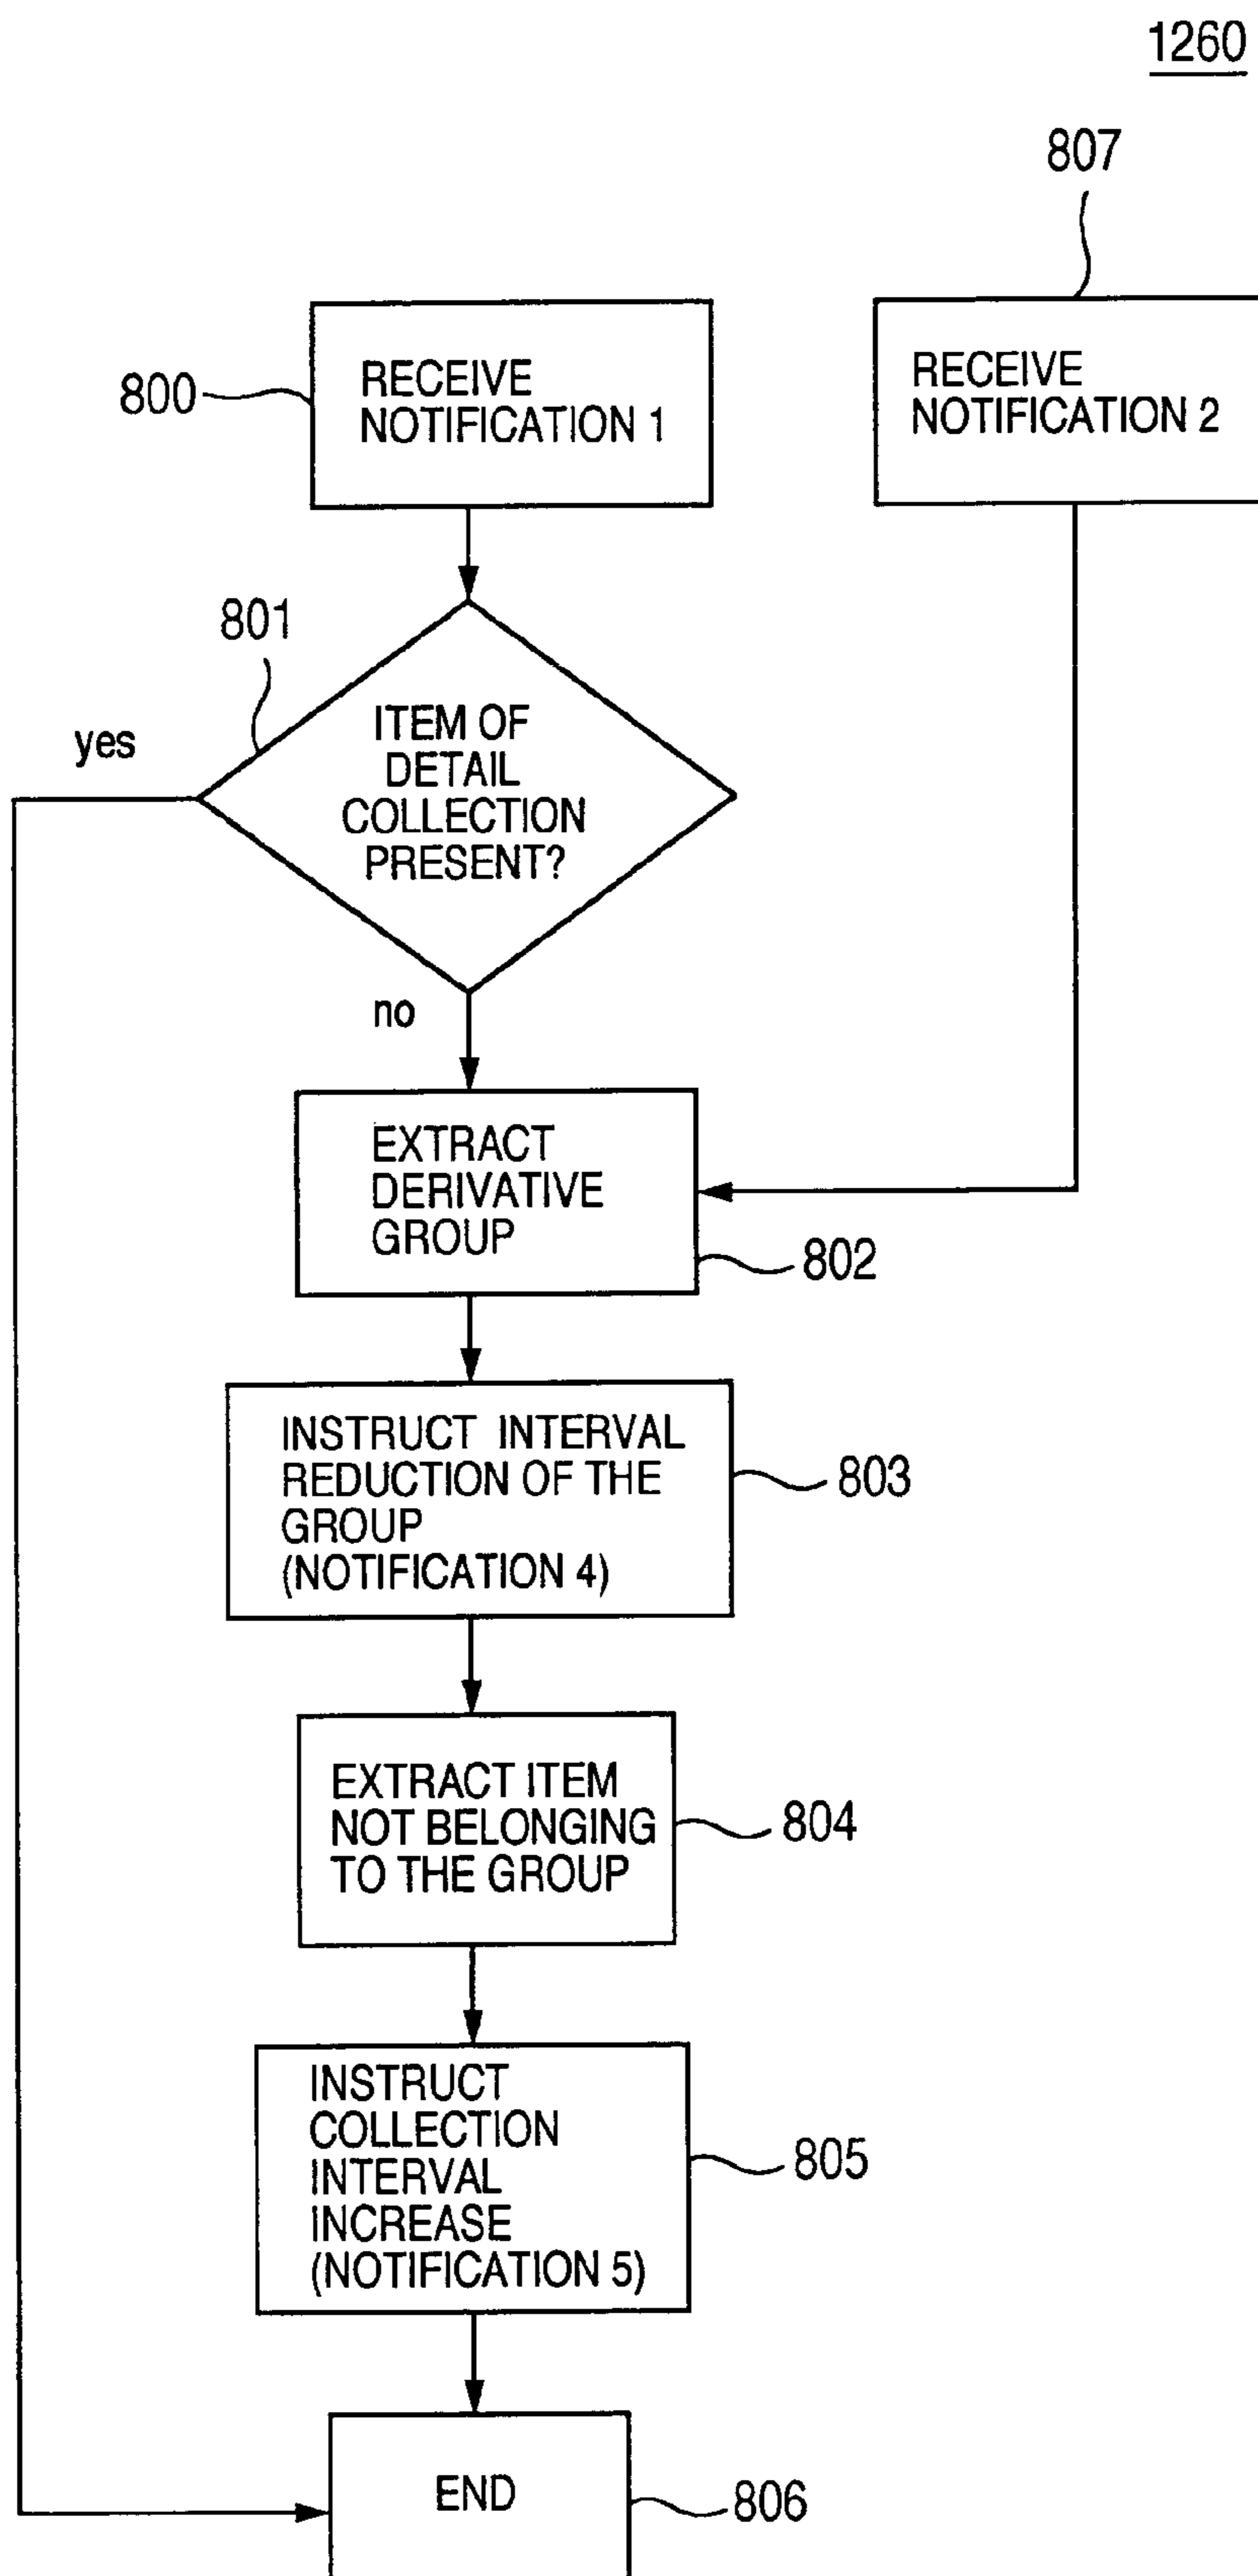 1260
807
800
RECEIVE
NOTIFICATION 1
RECEIVE
NOTIFICATION 2
801
yes
ITEM OF
DETAIL
COLLECTION
PRESENT?
no
EXTRACT
DERIVATIVE
GROUP
802
INSTRUCT INTERVAL
REDUCTION OF THE
GROUP
(NOTIFICATION 4)
803
EXTRACT ITEM
NOT BELONGING
TO THE GROUP
804
INSTRUCT
COLLECTION
INTERVAL
INCREASE
(NOTIFICATION 5)
805
END
806